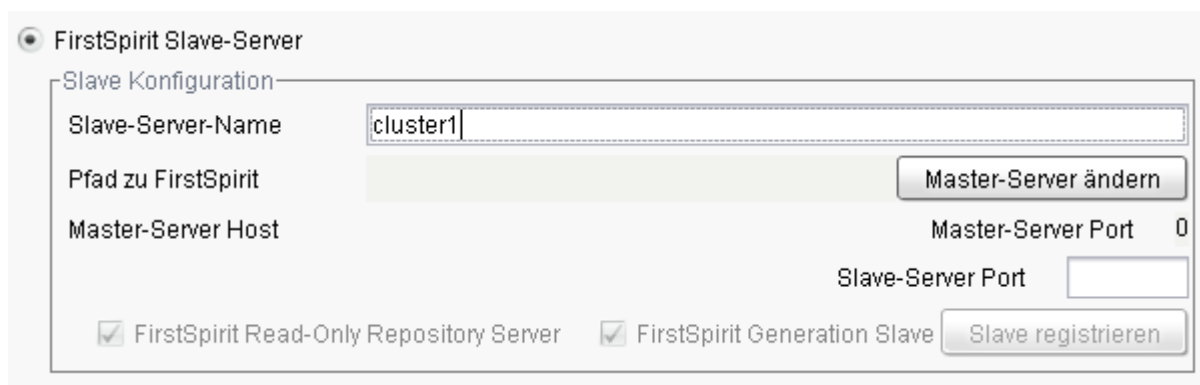 FirstSpirit Slave-Server
Slave Konfiguration
Slave-Server-Name cluster1
Pfad zu FirstSpirit Master-Server ändern
Master-Server Host Master-Server Port 0
Slave-Server Port
FirstSpirit Read-Only Repository Server FirstSpirit Generation Slave Slave registrieren